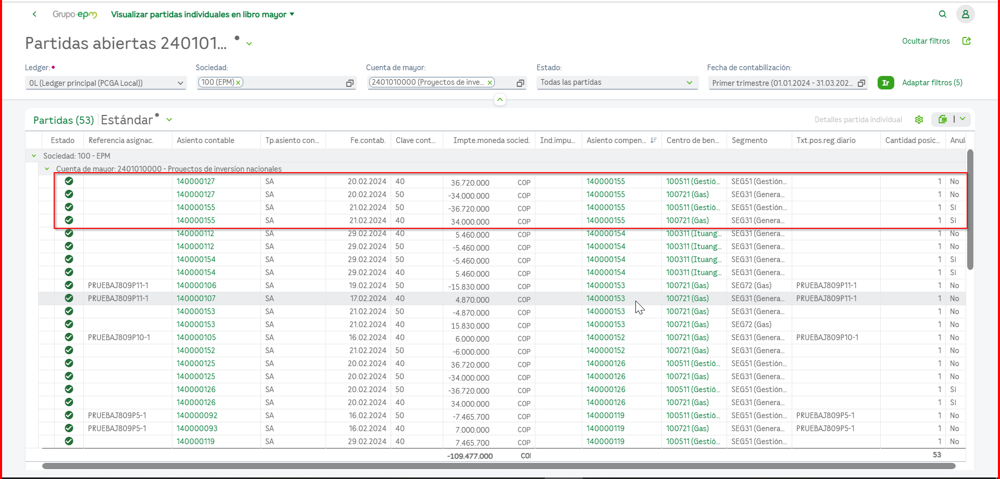 Grupo·epm Visualizar partidas individuales en libro mayor
Partidas abiertas 240101... *
Ocultar filtros
Ledger:* Sociedad: Cuenta de mayor: Estado: Fecha de contabilización:
0L (Ledger principal (PCGA Local)) 100 (EPM) 2401010000 (Proyectos de inve... Todas las partidas Primer trimestre (01.01.2024 - 31.03.202... Ir Adaptar filtros (5)
Partidas (53) Estándar* Detalles partida individual
Estado Referencia asignac. Asiento contable Tp.asiento con... Fe.contab. Clave cont... Impte.moneda socied. Ind.impu... Asiento compen... Centro de ben... Segmento Txt.pos.reg.diario Cantidad posic... Anul
Sociedad: 100 - EPM
Cuenta de mayor: 2401010000 - Proyectos de inversion nacionales
140000127 SA 20.02.2024 40 36.720.000 COP 140000155 100511 (Gestió... SEG51 (Gestión... 1 No
140000127 SA 20.02.2024 50 -34.000.000 COP 140000155 100721 (Gas) SEG31 (Genera... 1 No
140000155 SA 21.02.2024 50 -36.720.000 COP 140000155 100511 (Gestió... SEG51 (Gestión... 1 Sí
140000155 SA 21.02.2024 40 34.000.000 COP 140000155 100721 (Gas) SEG31 (Genera... 1 Sí
140000112 SA 29.02.2024 40 5.460.000 COP 140000154 100311 (Ituang... SEG31 (Genera... 1 No
140000112 SA 29.02.2024 50 -5.460.000 COP 140000154 100311 (Ituang... SEG31 (Genera... 1 No
140000154 SA 29.02.2024 50 -5.460.000 COP 140000154 100311 (Ituang... SEG31 (Genera... 1 Sí
140000154 SA 29.02.2024 40 5.460.000 COP 140000154 100311 (Ituang... SEG31 (Genera... 1 Sí
PRUEBAJ809P11-1 140000106 SA 19.02.2024 50 -15.830.000 COP 140000153 100721 (Gas) SEG72 (Gas) PRUEBAJ809P11-1 1 No
PRUEBAJ809P11-1 140000107 SA 17.02.2024 40 4.870.000 COP 140000153 100721 (Gas) SEG31 (Genera... PRUEBAJ809P11-1 1 No
140000153 SA 21.02.2024 50 -4.870.000 COP 140000153 100721 (Gas) SEG31 (Genera... 1 No
140000153 SA 21.02.2024 40 15.830.000 COP 140000153 100721 (Gas) SEG72 (Gas) 1 No
PRUEBAJ809P10-1 140000105 SA 16.02.2024 40 6.000.000 COP 140000152 100721 (Gas) SEG31 (Genera... PRUEBAJ809P10-1 1 No
140000152 SA 21.02.2024 50 -6.000.000 COP 140000152 100721 (Gas) SEG31 (Genera... 1 No
140000125 SA 20.02.2024 40 36.720.000 COP 140000126 100511 (Gestió... SEG51 (Gestión... 1 No
140000125 SA 20.02.2024 50 -34.000.000 COP 140000126 100721 (Gas) SEG31 (Genera... 1 No
140000126 SA 20.02.2024 50 -36.720.000 COP 140000126 100511 (Gestió... SEG51 (Gestión... 1 Sí
140000126 SA 20.02.2024 40 34.000.000 COP 140000126 100721 (Gas) SEG31 (Genera... 1 Sí
PRUEBAJ809P5-1 140000092 SA 16.02.2024 50 -7.465.700 COP 140000119 100511 (Gestió... SEG51 (Gestión... PRUEBAJ809P5-1 1 No
PRUEBAJ809P5-1 140000093 SA 16.02.2024 40 7.000.000 COP 140000119 100721 (Gas) SEG31 (Genera... PRUEBAJ809P5-1 1 No
140000119 SA 29.02.2024 40 7.465.700 COP 140000119 100511 (Gestió... SEG51 (Gestión... 1 No
-109.477.000 COI 53